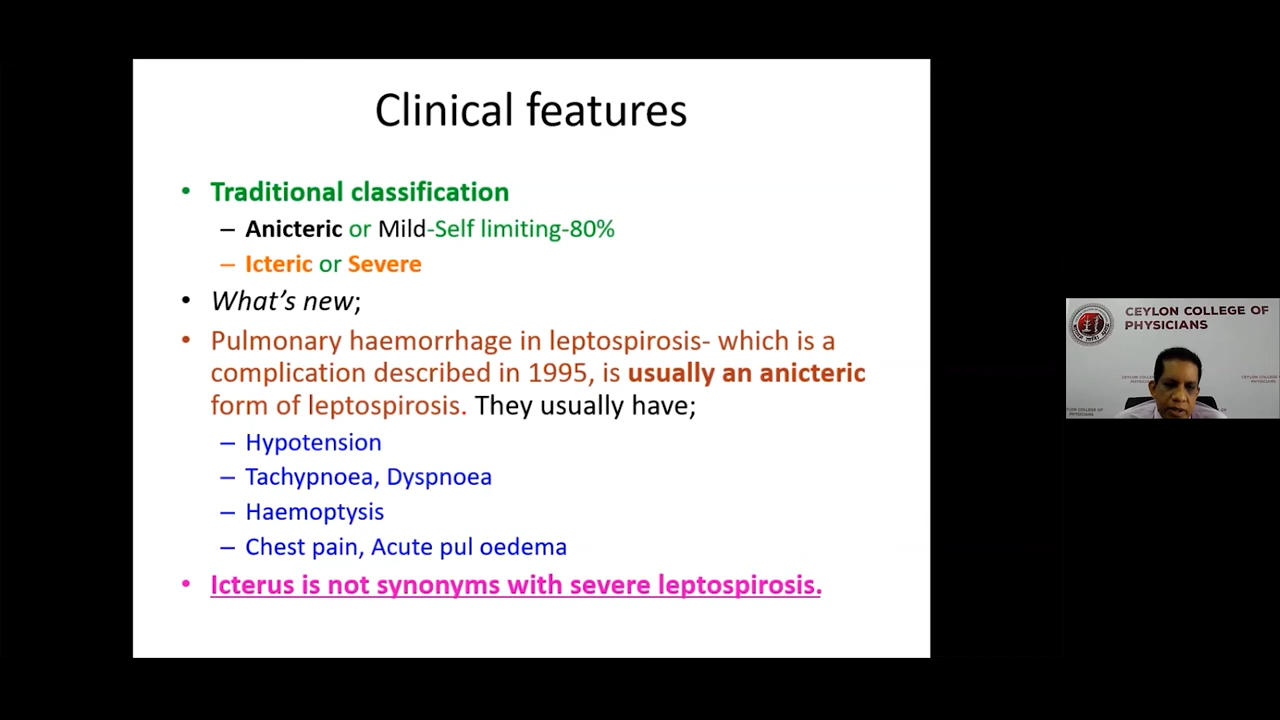 Clinical features
• Traditional classification
– Anicteric or Mild-Self limiting-80%
– Icteric or Severe
• What's new;
• Pulmonary haemorrhage in leptospirosis- which is a
complication described in 1995, is usually an anicteric
form of leptospirosis. They usually have;
– Hypotension
– Tachypnoea, Dyspnoea
– Haemoptysis
– Chest pain, Acute pul oedema
• Icterus is not synonyms with severe leptospirosis.
CEYLON COLLEGE OF
PHYSICIANS